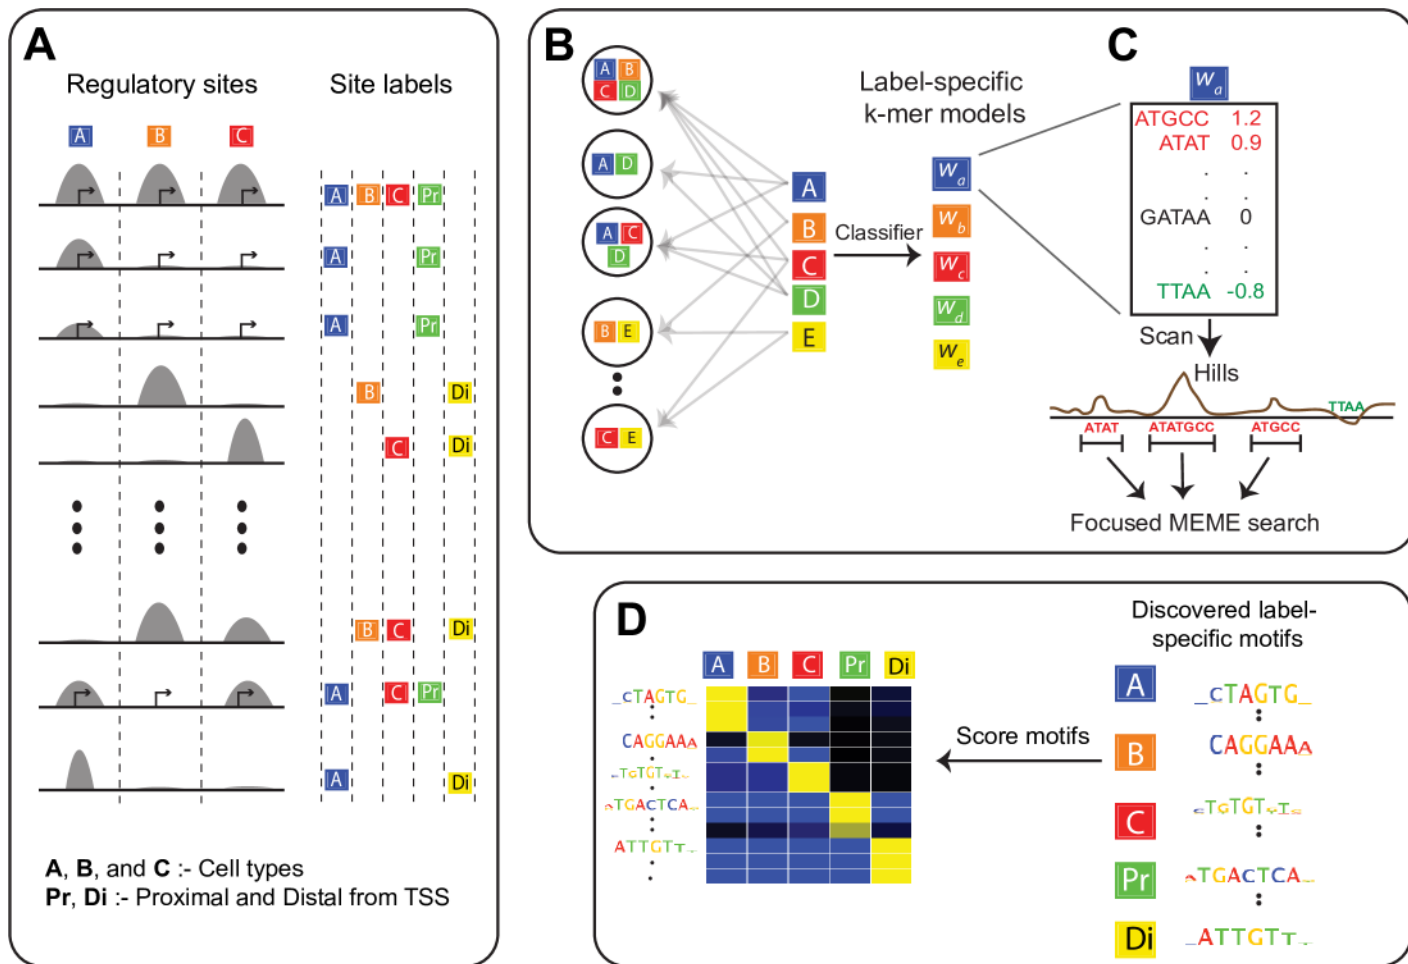 A
Regulatory sites
Site labels
A B C
A B C Pr
A Pr
A Pr
B Di
C Di
B C Di
A C Pr
A Di
A, B, and C :- Cell types
Pr, Di :- Proximal and Distal from TSS
B
A B
C D
A D
A C
D
B E
C E
A
B
C
D
E
Classifier
Label-specific
k-mer models
wa
wb
wc
wd
we
C
wa
ATGCC 1.2
ATAT 0.9
GATAA 0
TTAA -0.8
Scan
Hills
TTAA
ATAT ATATGCC ATGCC
Focused MEME search
D
A B C Pr Di
cTAGTG
CAGGAAA
TGTGTGTG
ATGACTCA
ATTGTT
Score motifs
Discovered label-
specific motifs
A cTAGTG
B CAGGAAA
C
Pr ATGACTCA
Di ATTGTT